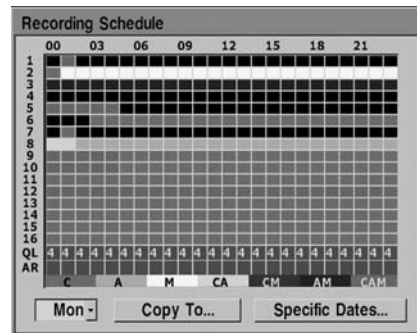 Recording Schedule
00 03 06 09 12 15 18 21
1
2
3
4
5
6
7
8
9
10
11
12
13
14
15
16
QL 4 4 4 4 4 4 4 4 4 4 4 4 4 4 4 4 4 4 4 4 4 4 4 4
AR
C A M CA CM AM CAM
Mon Copy To... Specific Dates...